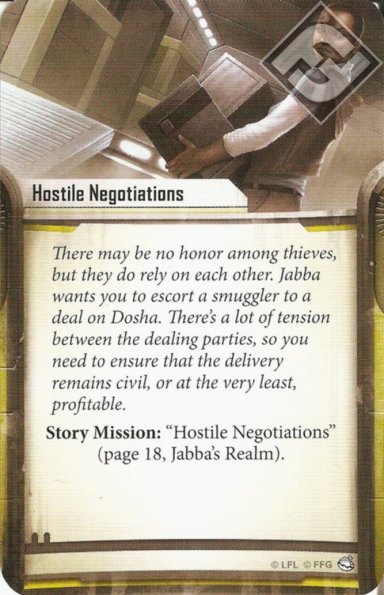 Hostile Negotiations
There may be no honor among thieves,
but they do rely on each other. Jabba
wants you to escort a smuggler to a
deal on Dosha. There's a lot of tension
between the dealing parties, so you
need to ensure that the delivery
remains civil, or at the very least,
profitable.
Story Mission: “Hostile Negotiations”
(page 18, Jabba's Realm).
© LFL © FFG